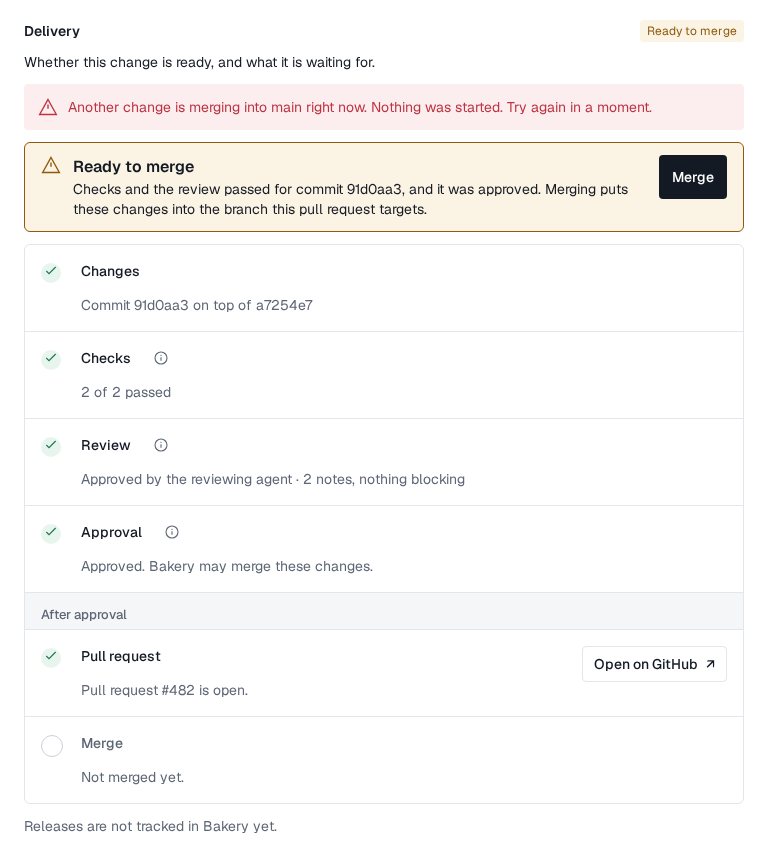 Delivery
Ready to merge
Whether this change is ready, and what it is waiting for.
Another change is merging into main right now. Nothing was started. Try again in a moment.
Ready to merge
Checks and the review passed for commit 91d0aa3, and it was approved. Merging puts
these changes into the branch this pull request targets.
Merge
Changes
Commit 91d0aa3 on top of a7254e7
Checks
2 of 2 passed
Review
Approved by the reviewing agent · 2 notes, nothing blocking
Approval
Approved. Bakery may merge these changes.
After approval
Pull request
Open on GitHub
Pull request #482 is open.
Merge
Not merged yet.
Releases are not tracked in Bakery yet.